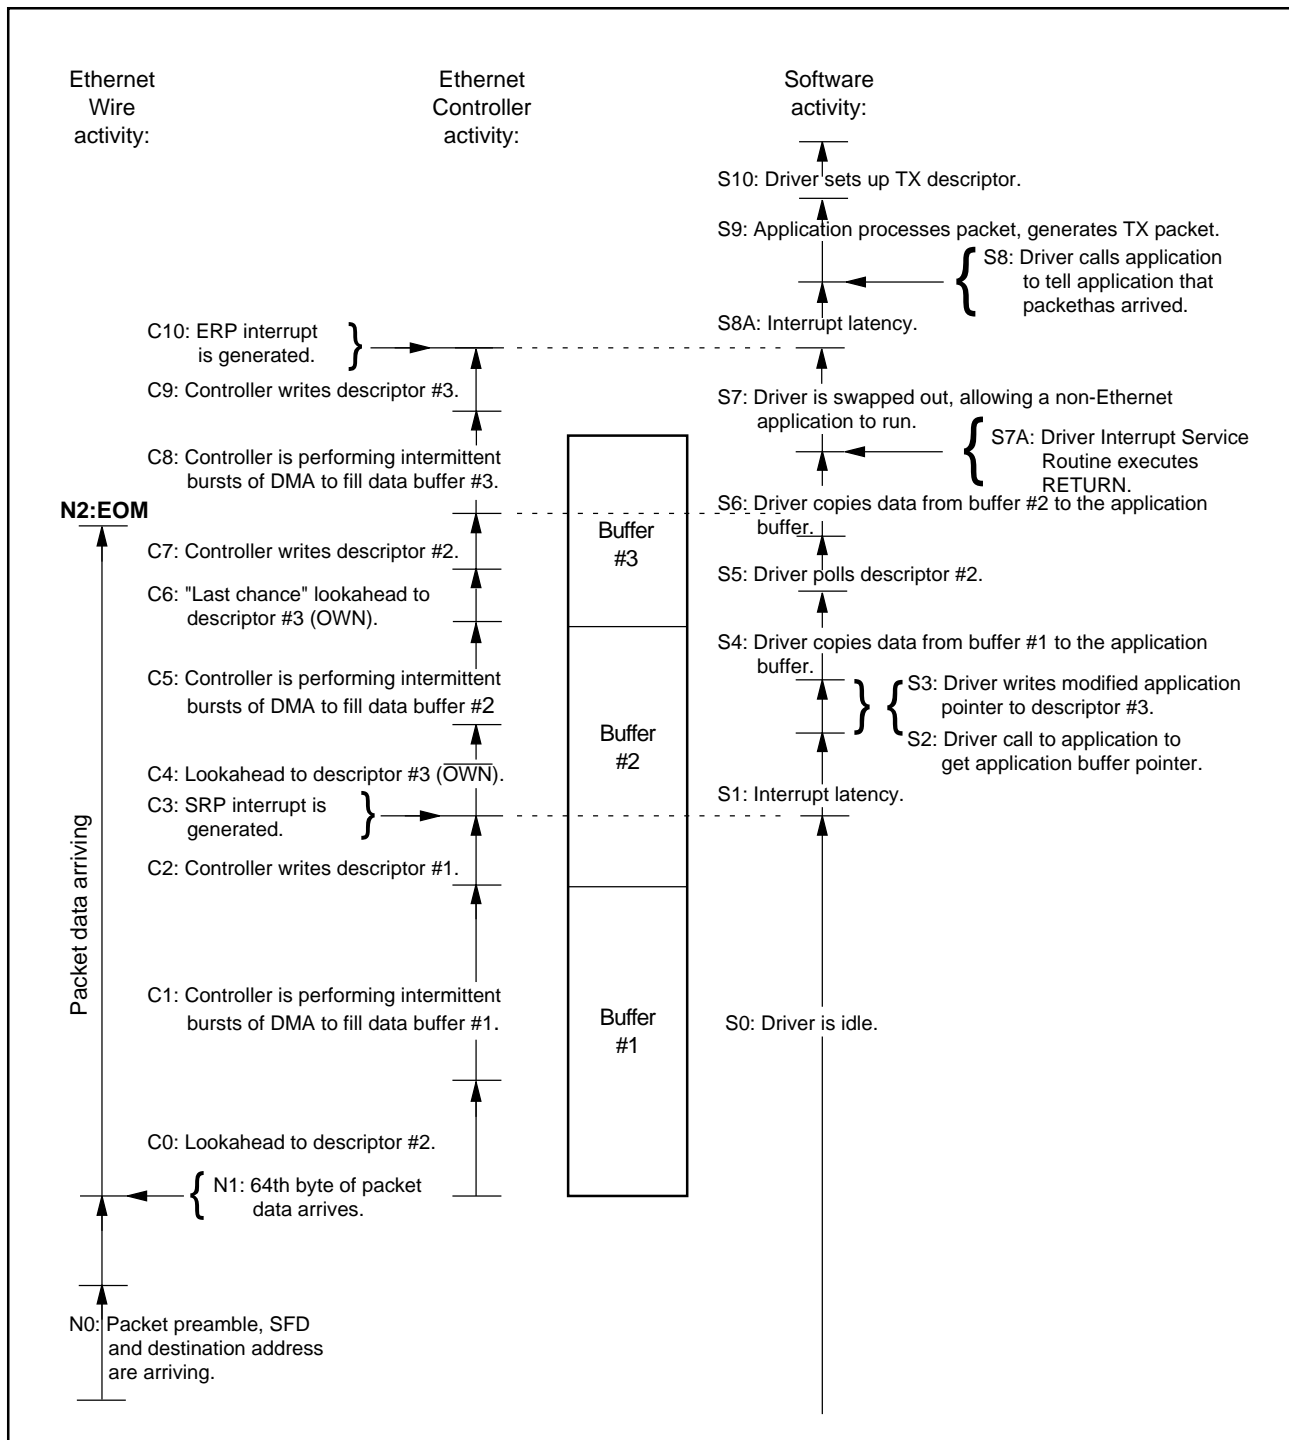 Ethernet
Wire
activity:
Ethernet
Controller
activity:
Software
activity:
S10: Driver sets up TX descriptor.
S9: Application processes packet, generates TX packet.
S8: Driver calls application
to tell application that
packethas arrived.
S8A: Interrupt latency.
C10: ERP interrupt
is generated.
C9: Controller writes descriptor #3.
S7: Driver is swapped out, allowing a non-Ethernet
application to run.
S7A: Driver Interrupt Service
Routine executes
RETURN.
C8: Controller is performing intermittent
bursts of DMA to fill data buffer #3.
N2:EOM
S6: Driver copies data from buffer #2 to the application
buffer.
Buffer
#3
C7: Controller writes descriptor #2.
S5: Driver polls descriptor #2.
C6: "Last chance" lookahead to
descriptor #3 (OWN).
S4: Driver copies data from buffer #1 to the application
buffer.
C5: Controller is performing intermittent
bursts of DMA to fill data buffer #2
S3: Driver writes modified application
pointer to descriptor #3.
S2: Driver call to application to
get application buffer pointer.
Buffer
#2
C4: Lookahead to descriptor #3 (OWN).
S1: Interrupt latency.
C3: SRP interrupt is
generated.
C2: Controller writes descriptor #1.
Packet data arriving
C1: Controller is performing intermittent
bursts of DMA to fill data buffer #1.
Buffer
#1
S0: Driver is idle.
C0: Lookahead to descriptor #2.
N1: 64th byte of packet
data arrives.
N0: Packet preamble, SFD
and destination address
are arriving.